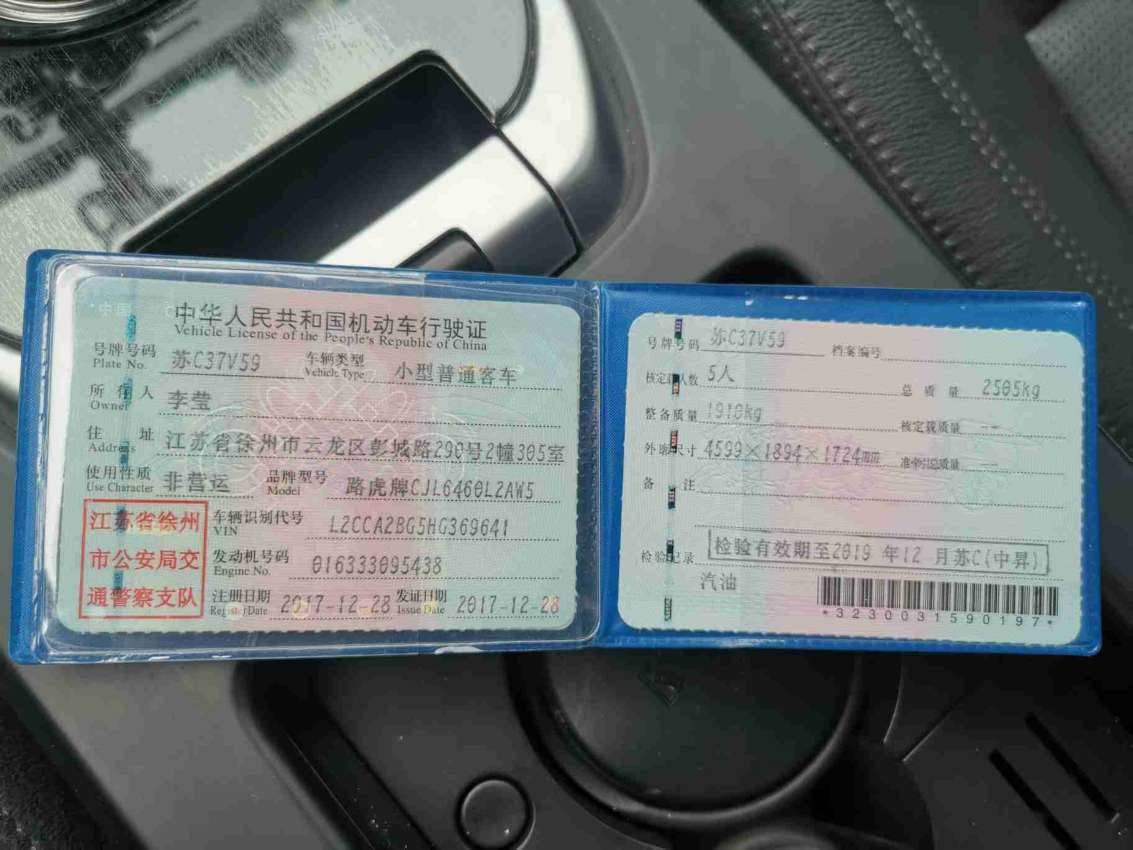 中华人民共和国机动车行驶证
Vehicle License of the People's Republic of China
号牌号码 苏C37V59 车辆类型 小型普通客车
Plate No. Vehicle Type
所有人 李莹
Owner
住址 江苏省徐州市云龙区彭城路290号2幢305室
Address
使用性质 非营运 品牌型号 路虎牌CJL6460L2AW5
Use Character Model
江苏省徐州
市公安局交
通警察支队
车辆识别代号 L2CCA2BG5HG369641
VIN
发动机号码 016333095438
Engine No.
注册日期 2017-12-28 发证日期 2017-12-28
Register Date Issue Date
号牌号码 苏C37V59 档案编号
核定载人数 5人 总质量 2505kg
整备质量 1910kg 核定载质量 --
外廓尺寸 4599×1894×1724mm 准牵引总质量 --
备注
检验记录 检验有效期至2019年12月苏C(中昇)
汽油
*3230031590197*